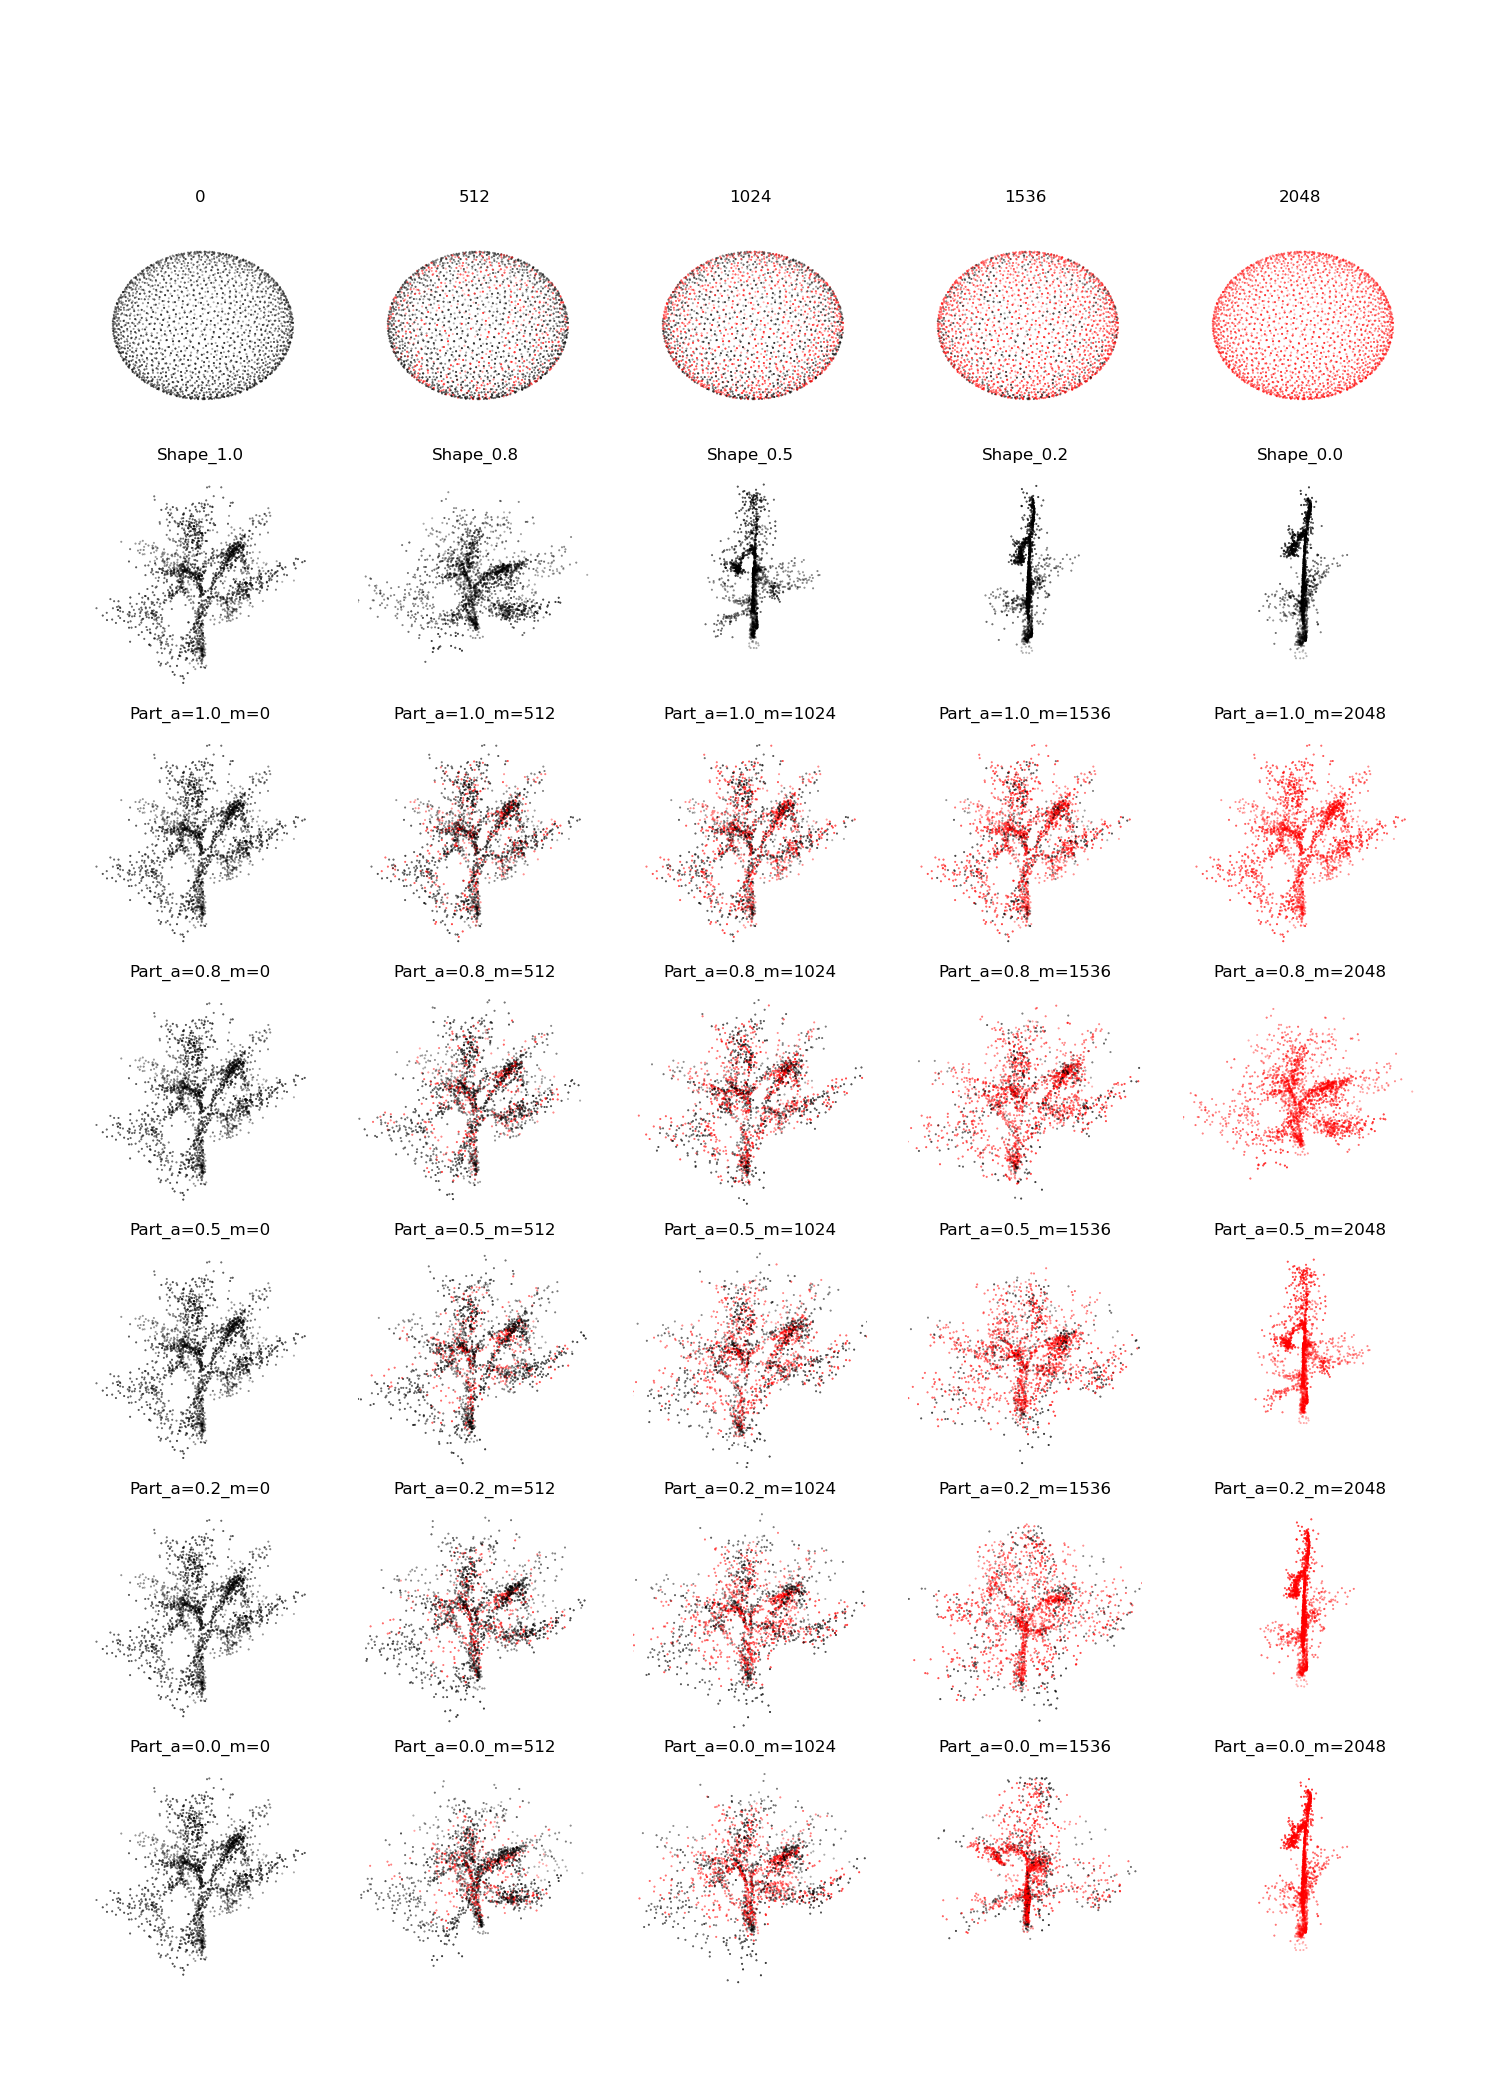 0 512 1024 1536 2048
Shape_1.0 Shape_0.8 Shape_0.5 Shape_0.2 Shape_0.0
Part_a=1.0_m=0 Part_a=1.0_m=512 Part_a=1.0_m=1024 Part_a=1.0_m=1536 Part_a=1.0_m=2048
Part_a=0.8_m=0 Part_a=0.8_m=512 Part_a=0.8_m=1024 Part_a=0.8_m=1536 Part_a=0.8_m=2048
Part_a=0.5_m=0 Part_a=0.5_m=512 Part_a=0.5_m=1024 Part_a=0.5_m=1536 Part_a=0.5_m=2048
Part_a=0.2_m=0 Part_a=0.2_m=512 Part_a=0.2_m=1024 Part_a=0.2_m=1536 Part_a=0.2_m=2048
Part_a=0.0_m=0 Part_a=0.0_m=512 Part_a=0.0_m=1024 Part_a=0.0_m=1536 Part_a=0.0_m=2048